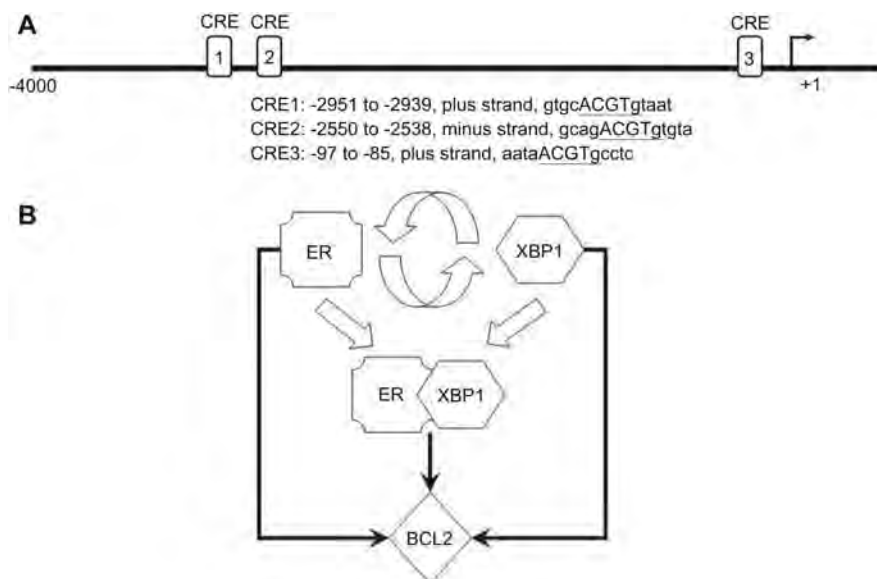 A
CRE CRE CRE
1 2 3
-4000 +1
CRE1: -2951 to -2939, plus strand, gtgcACGTgtaat
CRE2: -2550 to -2538, minus strand, gcagACGTgtgta
CRE3: -97 to -85, plus strand, aataACGTgcctc
B
ER XBP1
ER XBP1
BCL2